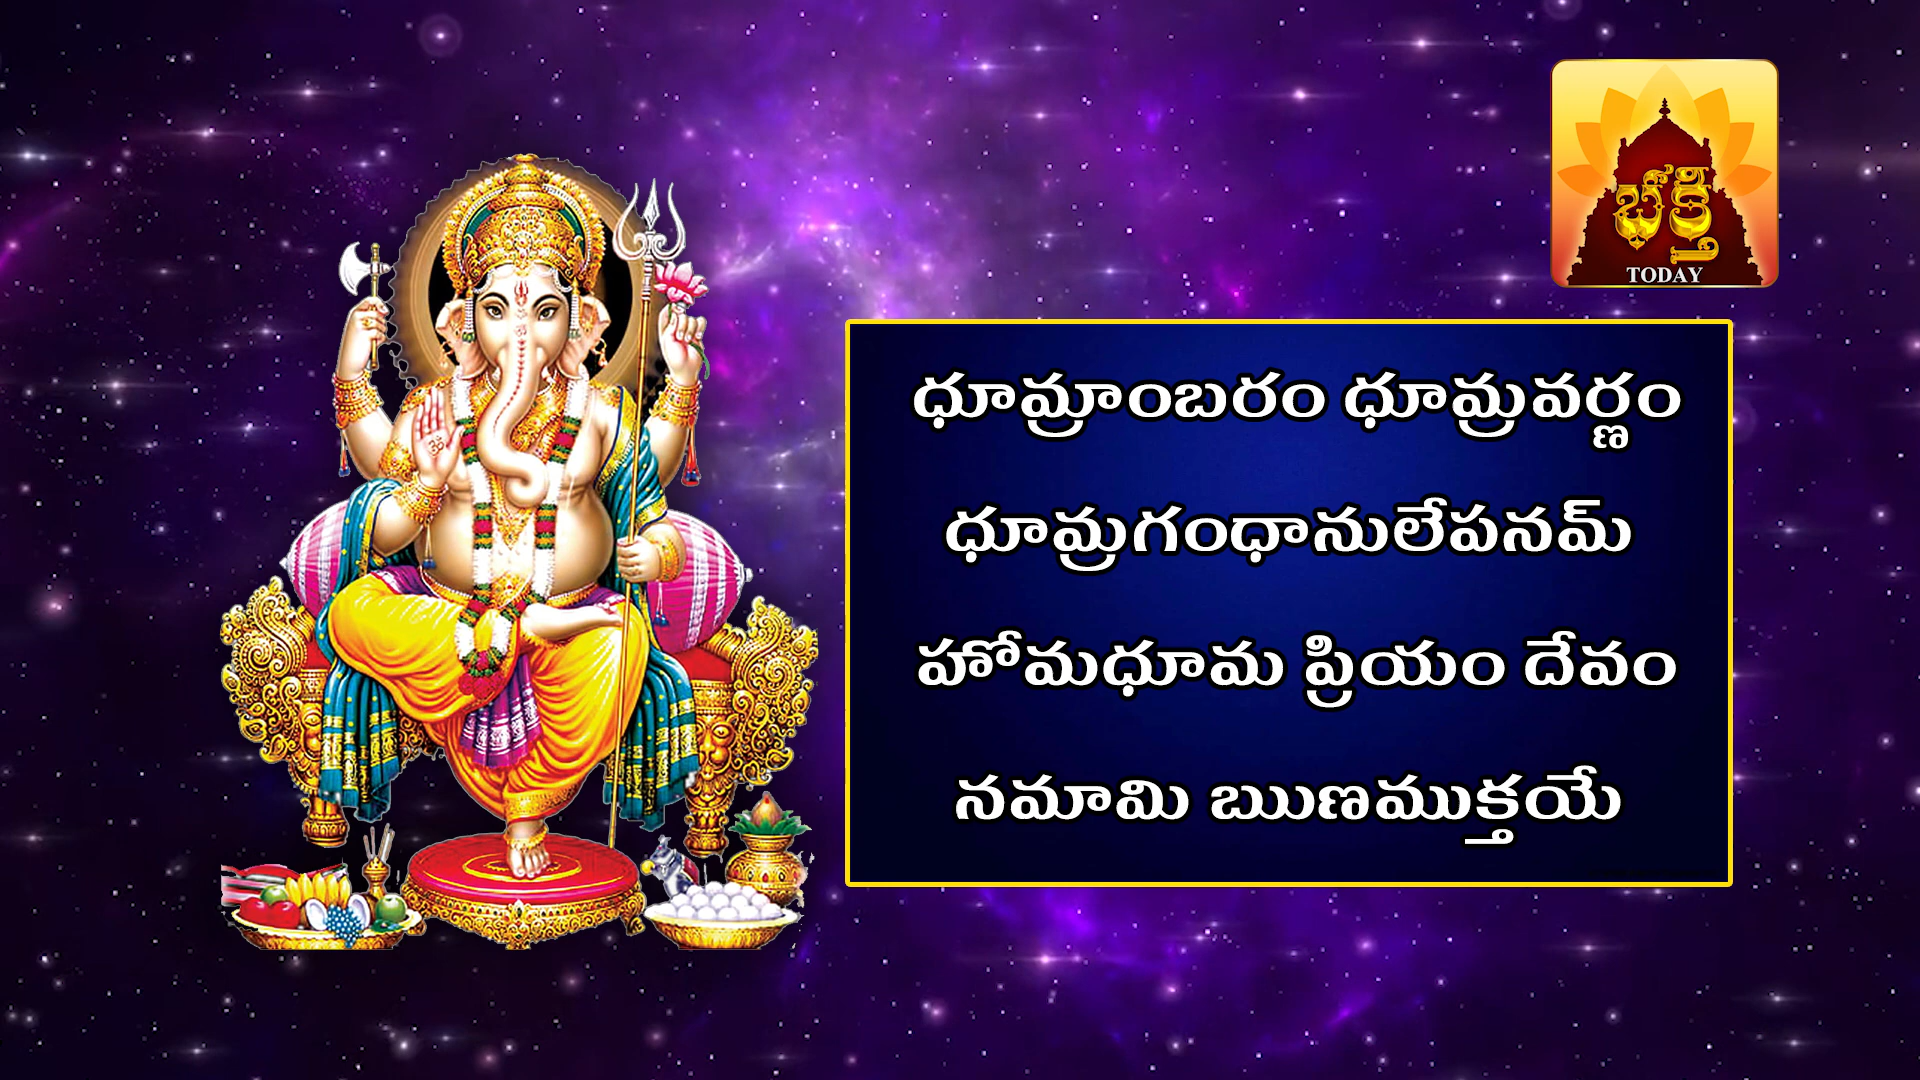 భక్తి
TODAY
ధూమ్రాంబరం ధూమ్రవర్ణం
ధూమ్రగంధానులేపనమ్
హోమధూమ ప్రియం దేవం
నమామి ఋణముక్తయే